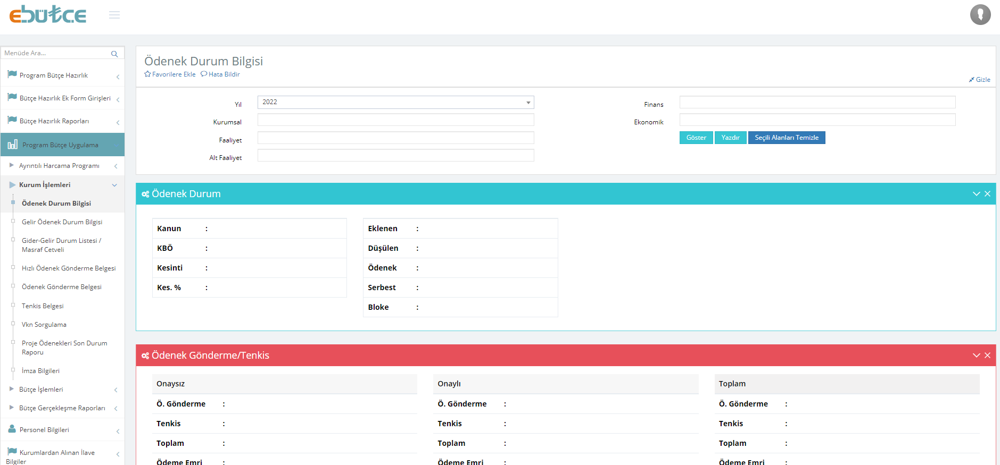 ebütçe
Menüde Ara...
Program Bütçe Hazırlık
Bütçe Hazırlık Ek Form Girişleri
Bütçe Hazırlık Raporları
Program Bütçe Uygulama
Ayrıntılı Harcama Programı
Kurum İşlemleri
Ödenek Durum Bilgisi
Gelir Ödenek Durum Bilgisi
Gider-Gelir Durum Listesi /
Masraf Cetveli
Hızlı Ödenek Gönderme Belgesi
Ödenek Gönderme Belgesi
Tenkis Belgesi
Vkn Sorgulama
Proje Ödenekleri Son Durum
Raporu
İmza Bilgileri
Bütçe İşlemleri
Bütçe Gerçekleşme Raporları
Personel Bilgileri
Kurumlardan Alınan İlave
Bilgiler
Ödenek Durum Bilgisi
Favorilere Ekle Hata Bildir
Gizle
Yıl 2022
Kurumsal
Faaliyet
Alt Faaliyet
Finans
Ekonomik
Göster Yazdır Seçili Alanları Temizle
Ödenek Durum
Kanun :
KBÖ :
Kesinti :
Kes. % :
Eklenen :
Düşülen :
Ödenek :
Serbest :
Bloke :
Ödenek Gönderme/Tenkis
Onaysız
Ö. Gönderme :
Tenkis :
Toplam :
Ödeme Emri :
Onaylı
Ö. Gönderme :
Tenkis :
Toplam :
Ödeme Emri :
Toplam
Ö. Gönderme :
Tenkis :
Toplam :
Ödeme Emri :